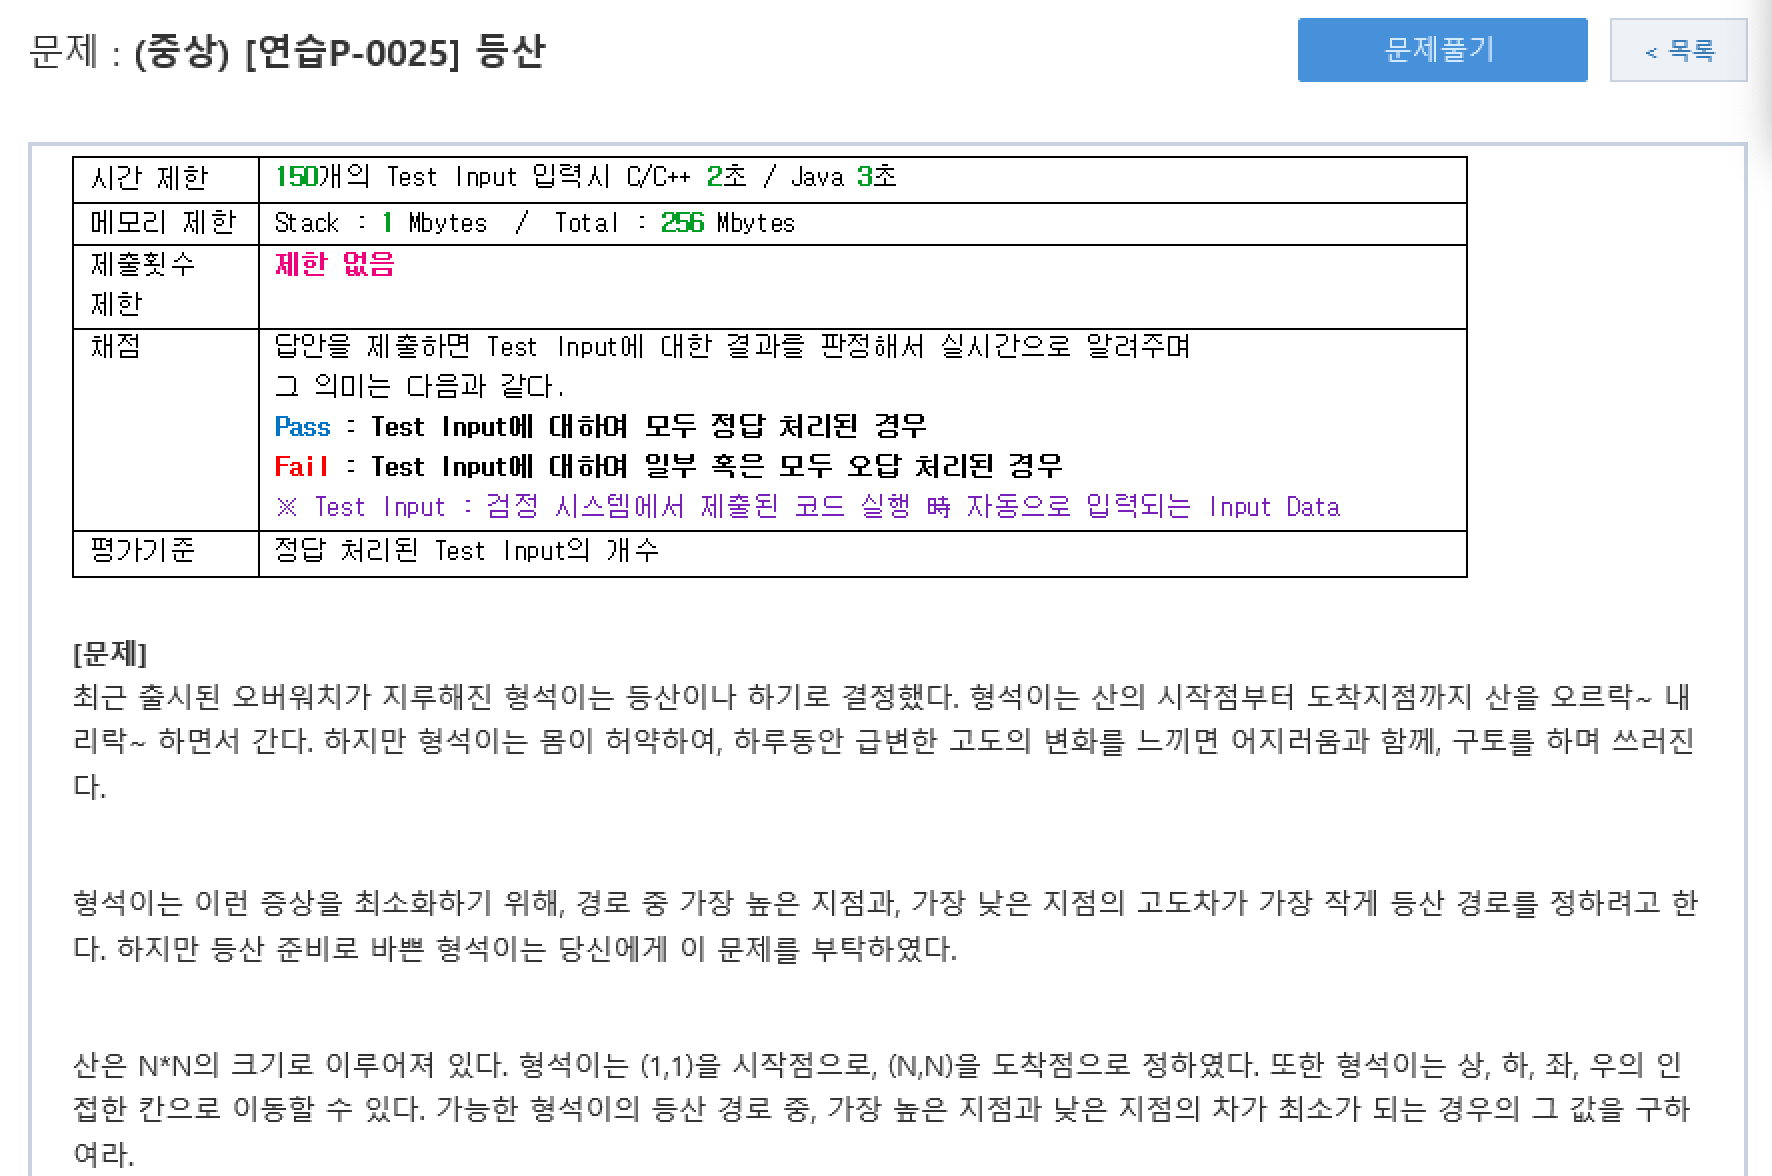 문제 : (중상) [연습P-0025] 등산
문제풀기
< 목록
시간 제한
150개의 Test Input 입력시 C/C++ 2초 / Java 3초
메모리 제한
Stack : 1 Mbytes / Total : 256 Mbytes
제출횟수
제한
제한 없음
채점
답안을 제출하면 Test Input에 대한 결과를 판정해서 실시간으로 알려주며
그 의미는 다음과 같다.
Pass : Test Input에 대하여 모두 정답 처리된 경우
Fail : Test Input에 대하여 일부 혹은 모두 오답 처리된 경우
※ Test Input : 검정 시스템에서 제출된 코드 실행 時 자동으로 입력되는 Input Data
평가기준
정답 처리된 Test Input의 개수
[문제]
최근 출시된 오버워치가 지루해진 형석이는 등산이나 하기로 결정했다. 형석이는 산의 시작점부터 도착지점까지 산을 오르락~ 내
리락~ 하면서 간다. 하지만 형석이는 몸이 허약하여, 하루동안 급변한 고도의 변화를 느끼면 어지러움과 함께, 구토를 하며 쓰러진
다.
형석이는 이런 증상을 최소화하기 위해, 경로 중 가장 높은 지점과, 가장 낮은 지점의 고도차가 가장 작게 등산 경로를 정하려고 한
다. 하지만 등산 준비로 바쁜 형석이는 당신에게 이 문제를 부탁하였다.
산은 N*N의 크기로 이루어져 있다. 형석이는 (1,1)을 시작점으로, (N,N)을 도착점으로 정하였다. 또한 형석이는 상, 하, 좌, 우의 인
접한 칸으로 이동할 수 있다. 가능한 형석이의 등산 경로 중, 가장 높은 지점과 낮은 지점의 차가 최소가 되는 경우의 그 값을 구하
여라.